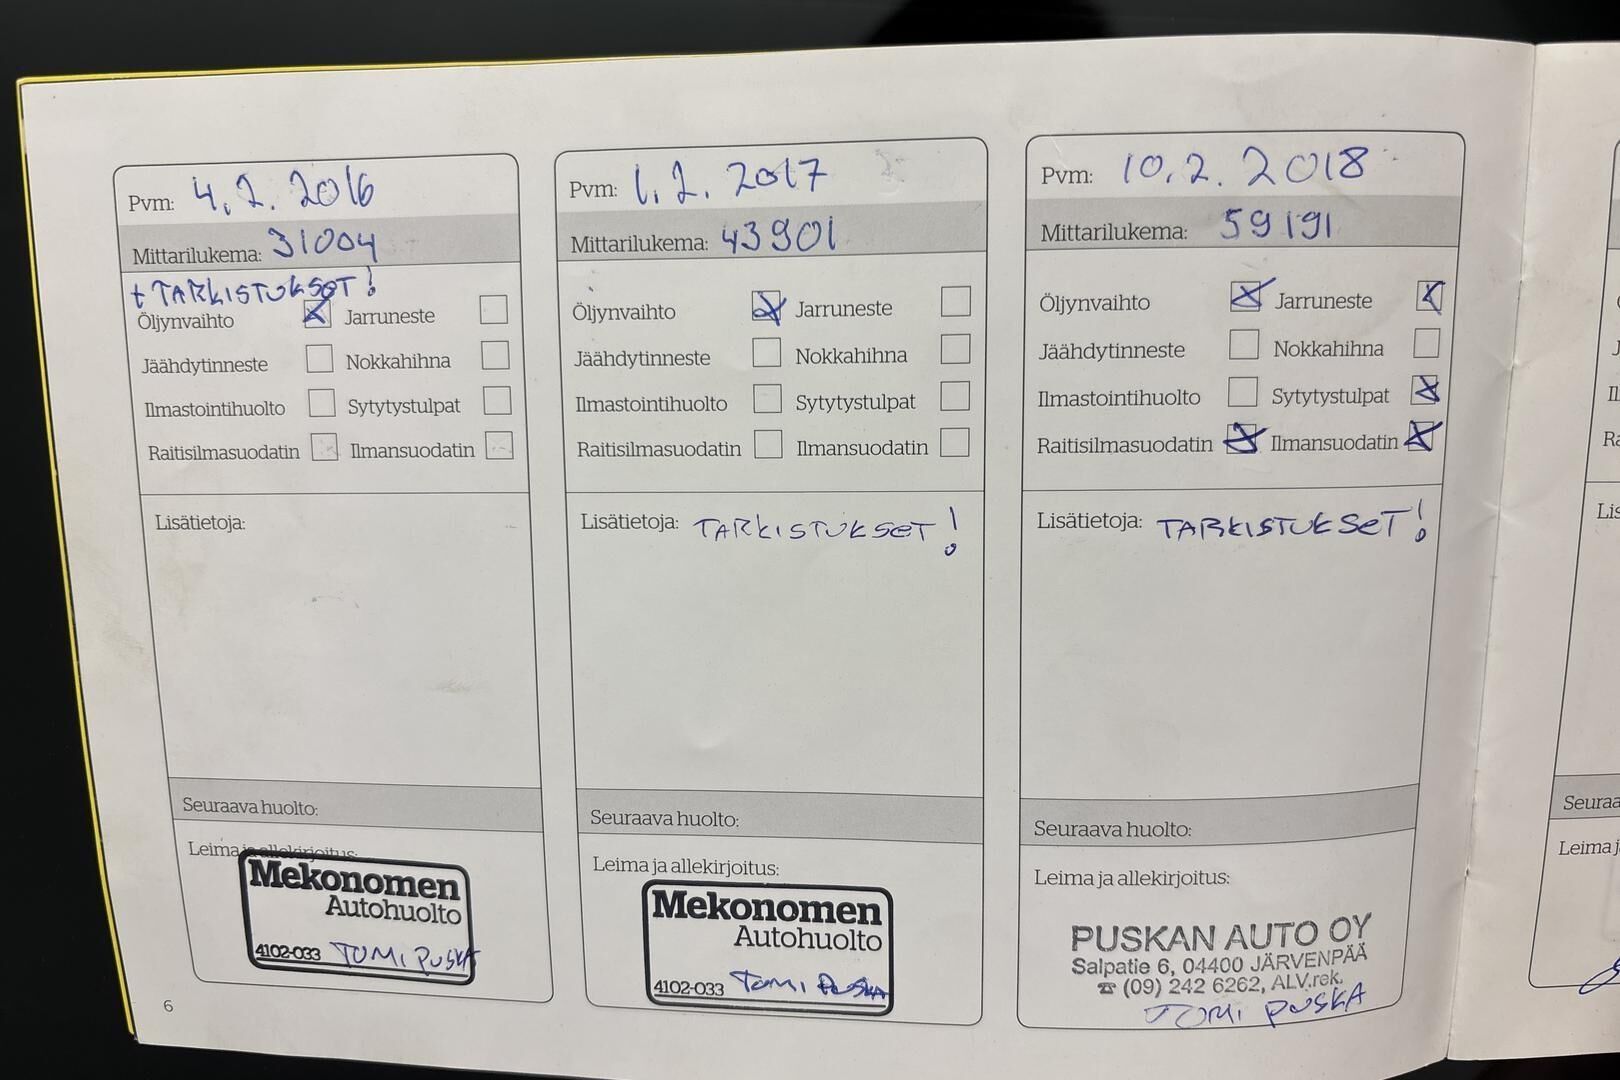 Pvm: 4.2.2016
Mittarilukema: 31004
+ TARKISTUKSET!
Öljynvaihto Jarruneste
Jäähdytinneste Nokkahihna
Ilmastointihuolto Sytytystulpat
Raitisilmasuodatin Ilmansuodatin
Lisätietoja:
Seuraava huolto:
Leima ja allekirjoitus:
Mekonomen
Autohuolto
4102-033 TOMI PUSKA
6
Pvm: 1.2.2017
Mittarilukema: 43901
Öljynvaihto Jarruneste
Jäähdytinneste Nokkahihna
Ilmastointihuolto Sytytystulpat
Raitisilmasuodatin Ilmansuodatin
Lisätietoja: TARKISTUKSET!
Seuraava huolto:
Leima ja allekirjoitus:
Mekonomen
Autohuolto
4102-033 TOMI PUSKA
Pvm: 10.2.2018
Mittarilukema: 59191
Öljynvaihto Jarruneste
Jäähdytinneste Nokkahihna
Ilmastointihuolto Sytytystulpat
Raitisilmasuodatin Ilmansuodatin
Lisätietoja: TARKISTUKSET!
Seuraava huolto:
Leima ja allekirjoitus:
PUSKAN AUTO OY
Salpatie 6, 04400 JÄRVENPÄÄ
☎ (09) 242 6262, ALV.rek.
TOMI PUSKA